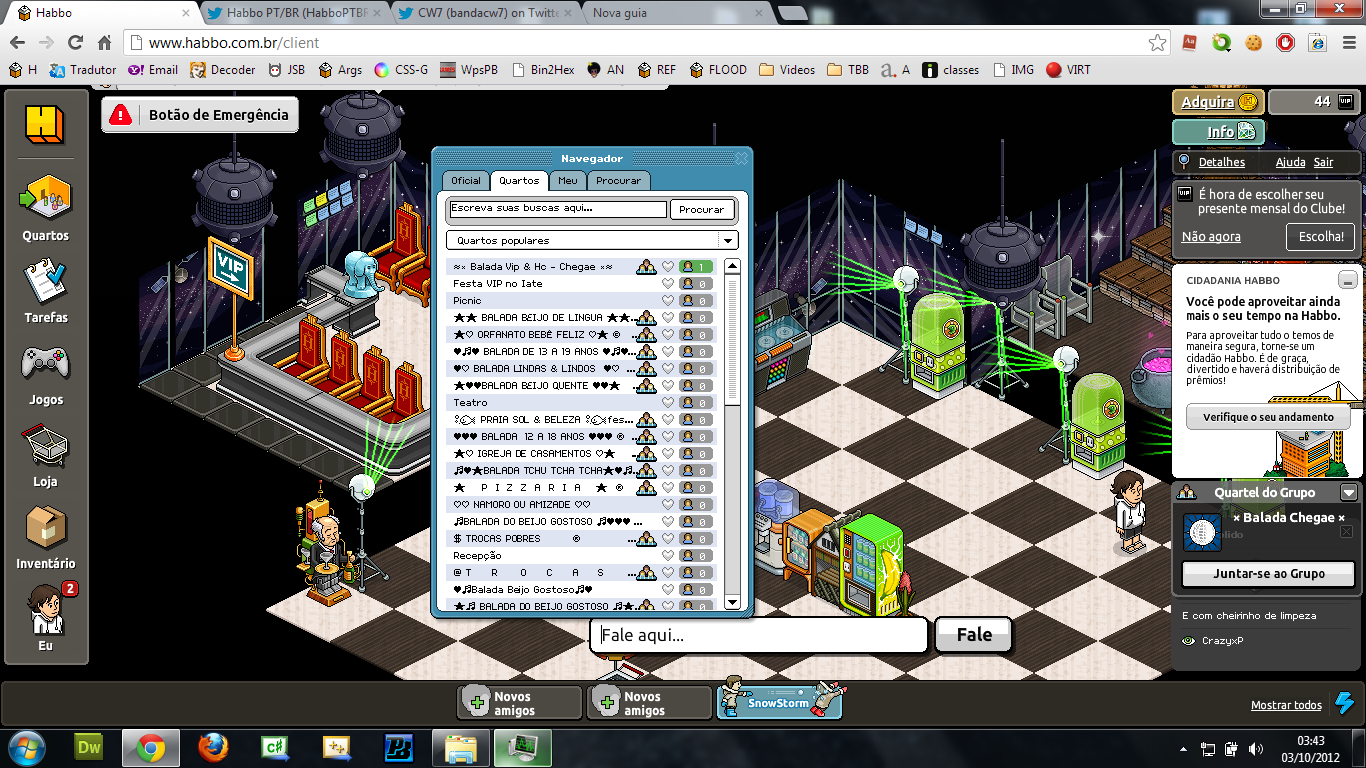 Habbo
Habbo PT/BR (HabboPTBR
CW7 (bandacw7) on Twitte
Nova guia
www.habbo.com.br/client
H
Tradutor
Email
Decoder
JSB
Args
CSS-G
WpsPB
Bin2Hex
AN
REF
FLOOD
Videos
TBB
A
classes
IMG
VIRT
Botão de Emergência
Quartos
Tarefas
Jogos
Loja
Inventário
2
Eu
VIP
Navegador
Oficial
Quartos
Meu
Procurar
Escreva suas buscas aqui...
Procurar
Quartos populares
≈× Balada Vip & Hc - Chegae ×≈ 1
Festa VIP no Iate 0
Picnic 0
★★ BALADA BEIJO DE LINGUA ★★... 0
★♡ ORFANATO BEBÊ FELIZ ♡★ ® 0
♥♫♥ BALADA DE 13 A 19 ANOS ♥♫♥... 0
♥♡ BALADA LINDAS & LINDOS ♥♡ ... 0
★♥♥BALADA BEIJO QUENTE ♥♥★ 0
Teatro 0
PRAIA SOL & BELEZA fes... 0
♥♥♥ BALADA 12 A 18 ANOS ♥♥♥ ® ... 0
★♡ IGREJA DE CASAMENTOS ♡★ ... 0
♫♥★BALADA TCHU TCHA TCHA★♥♫... 0
★ P I Z Z A R I A ★ ® 0
♡♡ NAMORO OU AMIZADE ♡♡ 0
♫BALADA DO BEIJO GOSTOSO ♫♥♥♥ ... 0
$ TROCAS POBRES ® ... 0
Recepção 0
@ T R O C A S ... 0
♥♫Balada Beijo Gostoso♫♥ 0
★♫ BALADA DO BEIJO GOSTOSO ♫★... 0
Fale aqui...
Fale
Adquira
44
VIP
Info
Detalhes
Ajuda
Sair
VIP
É hora de escolher seu
presente mensal do Clube!
Não agora
Escolha!
CIDADANIA HABBO
Você pode aproveitar ainda
mais o seu tempo na Habbo.
Para aproveitar tudo o temos de
maneira segura, torne-se um
cidadão Habbo. É de graça,
divertido e haverá distribuição de
prêmios!
Verifique o seu andamento
Quartel do Grupo
× Balada Chegae ×
Juntar-se ao Grupo
E com cheirinho de limpeza
CrazyxP
Novos
amigos
Novos
amigos
SnowStorm
Mostrar todos
Dw
C#
03:43
03/10/2012